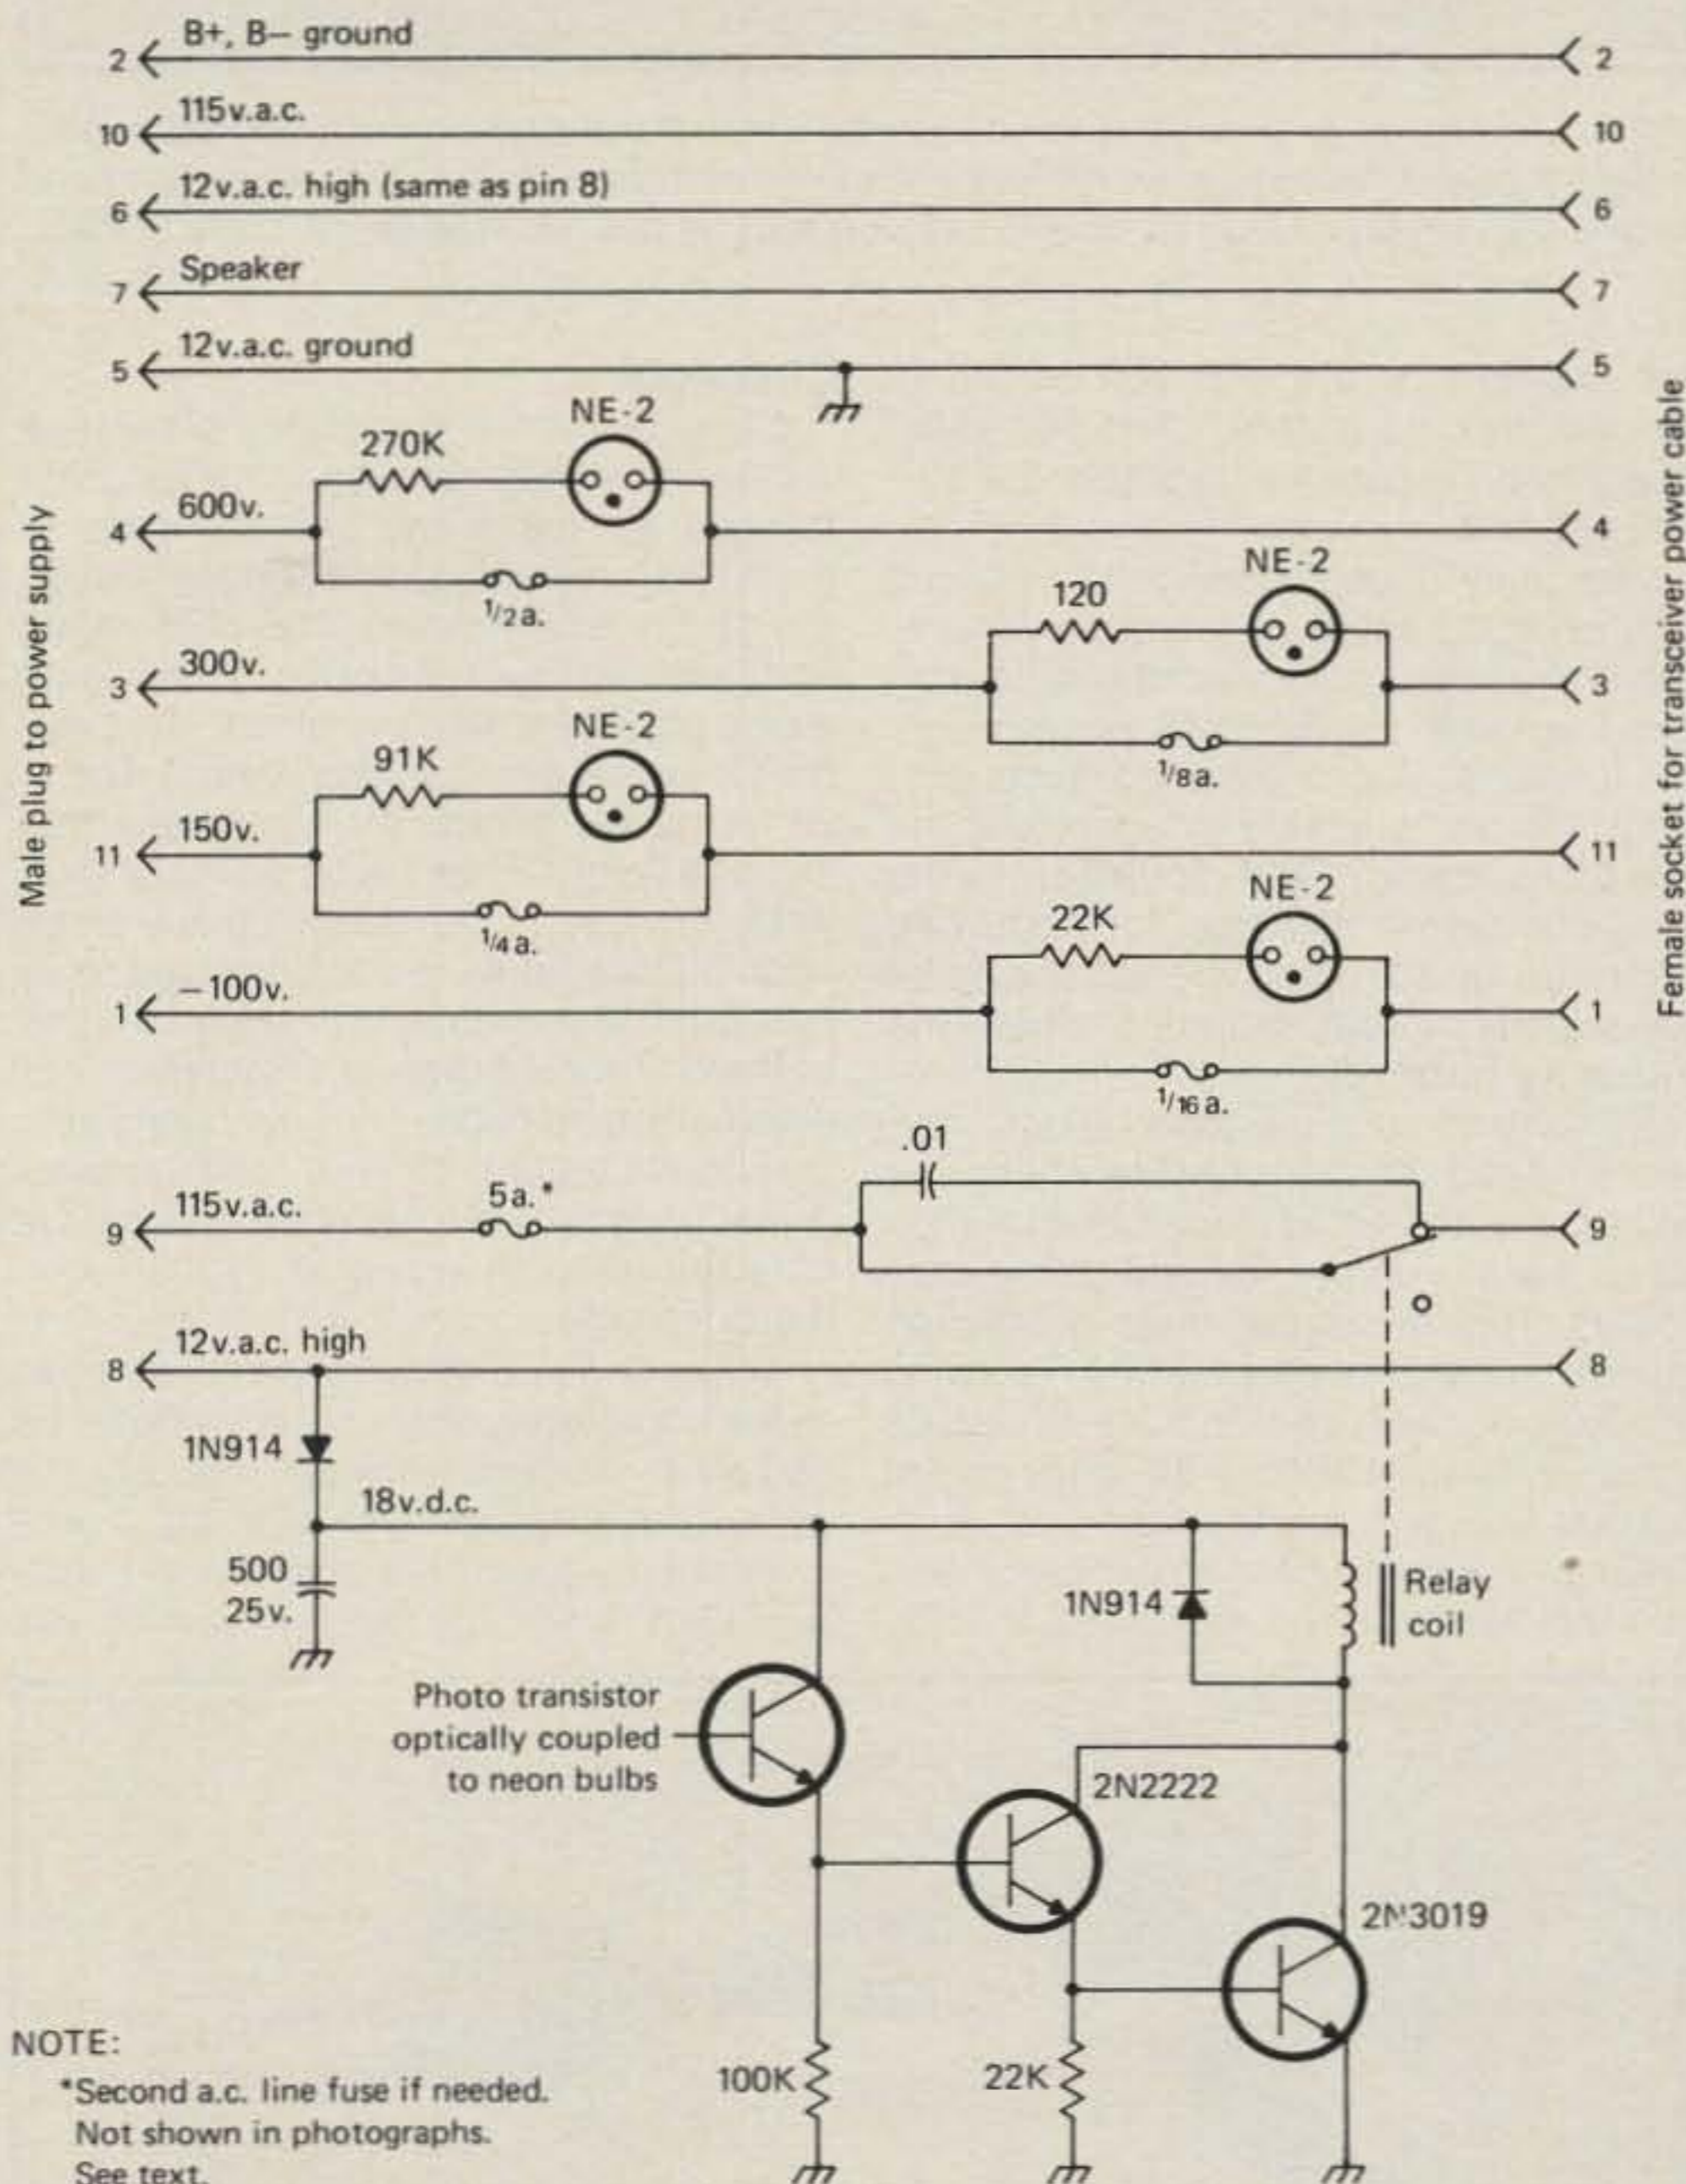 B+, B— ground
2
2
115v.a.c.
10
10
12v.a.c. high (same as pin 8)
6
6
Speaker
7
7
12v.a.c. ground
5
5
NE-2
270K
600v.
4
4
1/2a.
NE-2
120
300v.
3
3
1/8a.
NE-2
91K
150v.
11
11
1/4a.
NE-2
22K
—100v.
1
1
1/16a.
Male plug to power supply
Female socket for transceiver power cable
.01
5a.*
115v.a.c.
9
9
12v.a.c. high
8
8
1N914
18v.d.c.
500
25v.
1N914
Relay
coil
Photo transistor
optically coupled
to neon bulbs
2N2222
2N3019
100K
22K
NOTE:
*Second a.c. line fuse if needed.
Not shown in photographs.
See text.